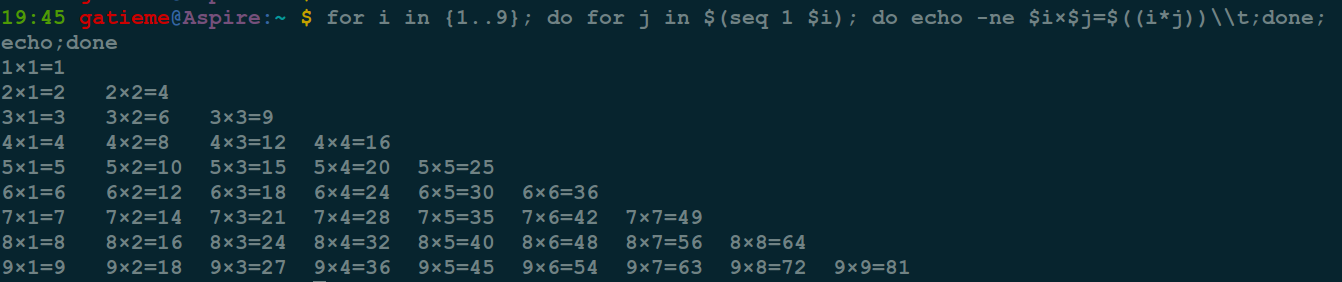 19:45 gatieme@Aspire:~ $ for i in {1..9}; do for j in $(seq 1 $i); do echo -ne $i×$j=$((i*j))\\t;done;
echo;done
1×1=1
2×1=2 2×2=4
3×1=3 3×2=6 3×3=9
4×1=4 4×2=8 4×3=12 4×4=16
5×1=5 5×2=10 5×3=15 5×4=20 5×5=25
6×1=6 6×2=12 6×3=18 6×4=24 6×5=30 6×6=36
7×1=7 7×2=14 7×3=21 7×4=28 7×5=35 7×6=42 7×7=49
8×1=8 8×2=16 8×3=24 8×4=32 8×5=40 8×6=48 8×7=56 8×8=64
9×1=9 9×2=18 9×3=27 9×4=36 9×5=45 9×6=54 9×7=63 9×8=72 9×9=81